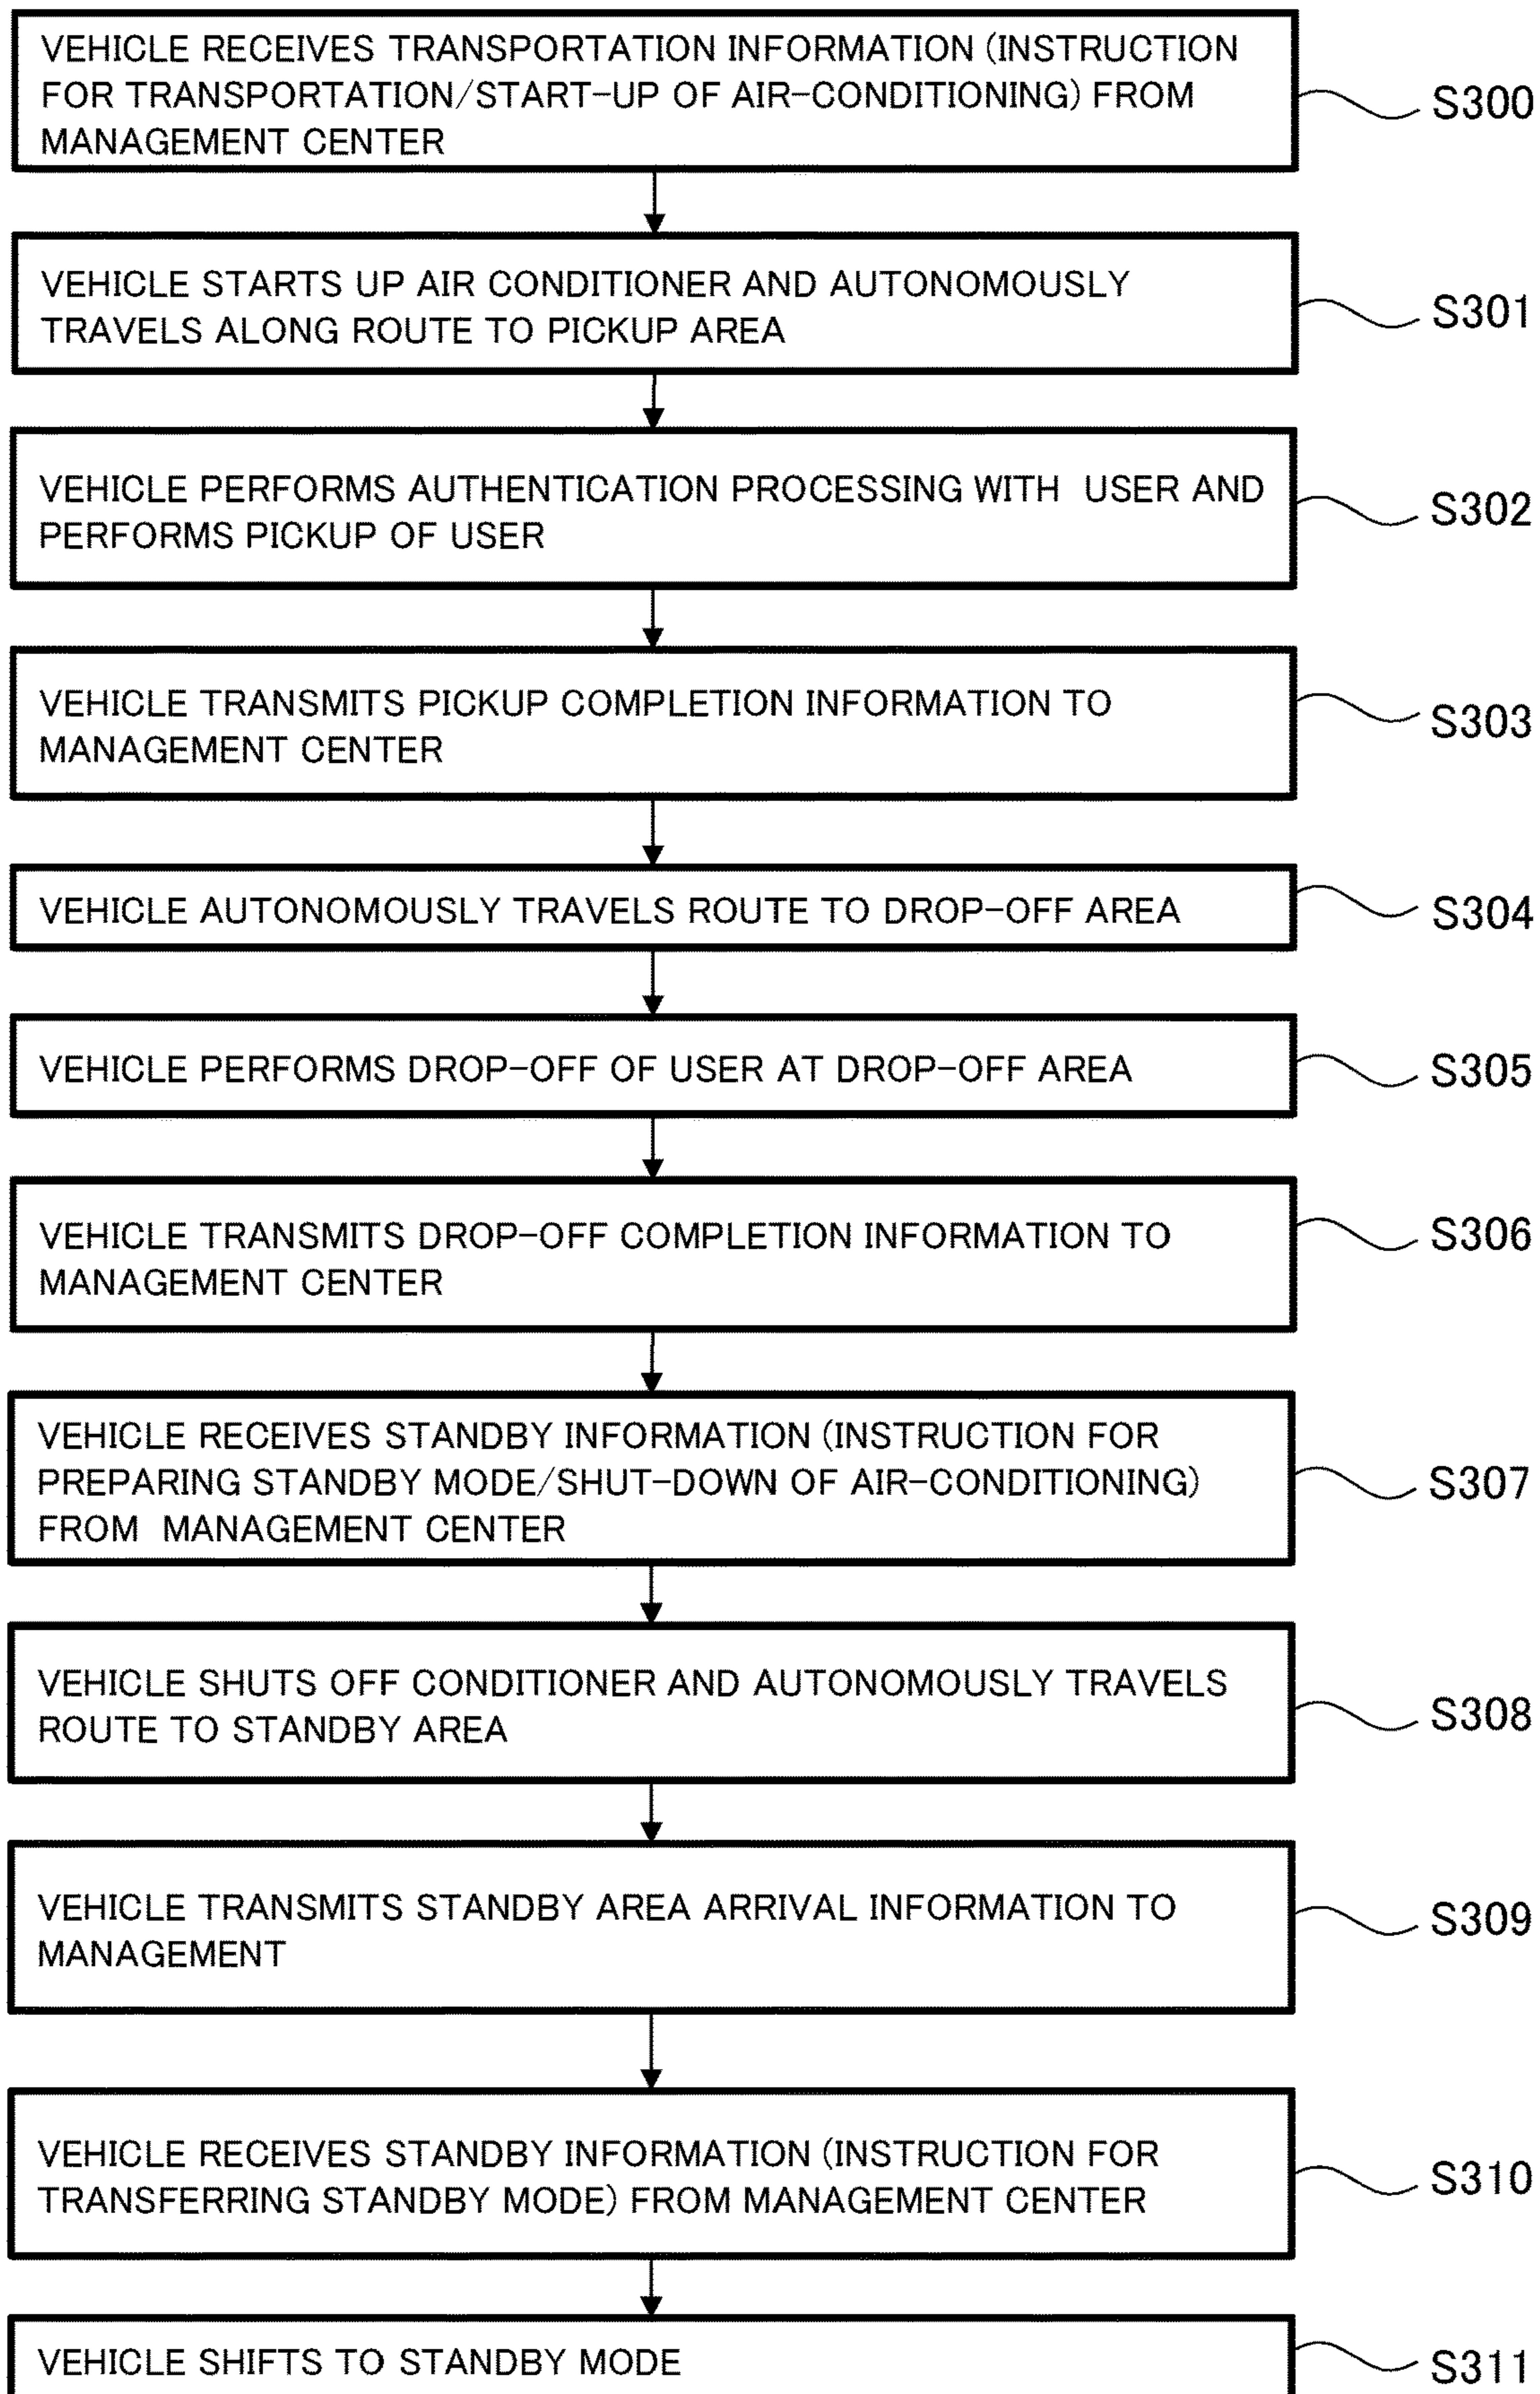 VEHICLE RECEIVES TRANSPORTATION INFORMATION (INSTRUCTION
FOR TRANSPORTATION/START-UP OF AIR-CONDITIONING) FROM
MANAGEMENT CENTER
S300
VEHICLE STARTS UP AIR CONDITIONER AND AUTONOMOUSLY
TRAVELS ALONG ROUTE TO PICKUP AREA
S301
VEHICLE PERFORMS AUTHENTICATION PROCESSING WITH USER AND
PERFORMS PICKUP OF USER
S302
VEHICLE TRANSMITS PICKUP COMPLETION INFORMATION TO
MANAGEMENT CENTER
S303
VEHICLE AUTONOMOUSLY TRAVELS ROUTE TO DROP-OFF AREA
S304
VEHICLE PERFORMS DROP-OFF OF USER AT DROP-OFF AREA
S305
VEHICLE TRANSMITS DROP-OFF COMPLETION INFORMATION TO
MANAGEMENT CENTER
S306
VEHICLE RECEIVES STANDBY INFORMATION (INSTRUCTION FOR
PREPARING STANDBY MODE/SHUT-DOWN OF AIR-CONDITIONING)
FROM MANAGEMENT CENTER
S307
VEHICLE SHUTS OFF CONDITIONER AND AUTONOMOUSLY TRAVELS
ROUTE TO STANDBY AREA
S308
VEHICLE TRANSMITS STANDBY AREA ARRIVAL INFORMATION TO
MANAGEMENT
S309
VEHICLE RECEIVES STANDBY INFORMATION (INSTRUCTION FOR
TRANSFERRING STANDBY MODE) FROM MANAGEMENT CENTER
S310
VEHICLE SHIFTS TO STANDBY MODE
S311